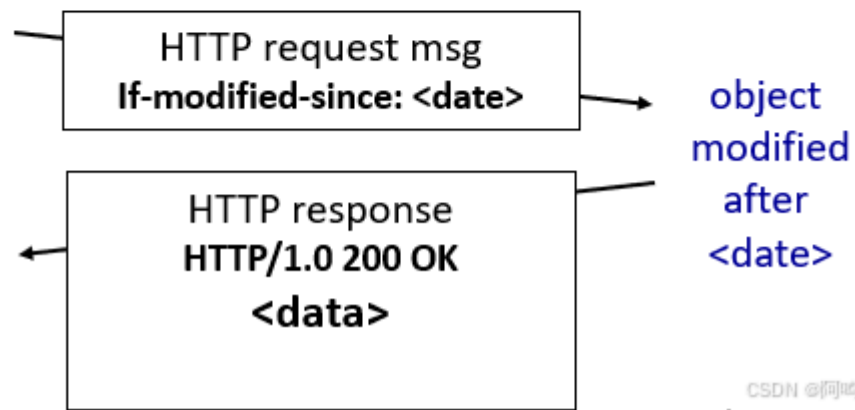 HTTP request msg
If-modified-since: <date>
object
modified
after
<date>
HTTP response
HTTP/1.0 200 OK
<data>
CSDN @阿